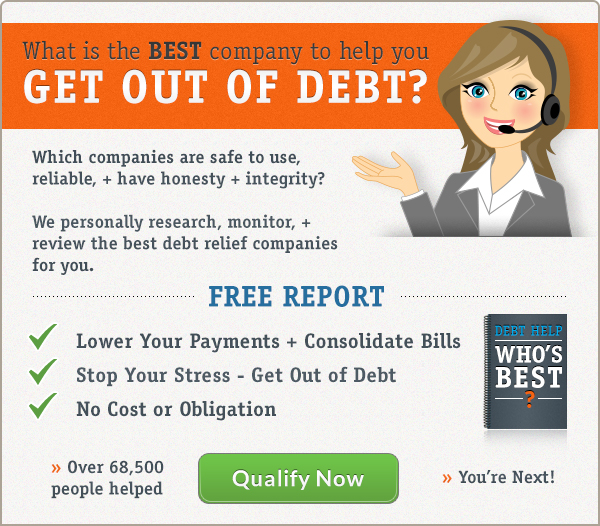 What is the BEST company to help you
GET OUT OF DEBT?
Which companies are safe to use,
reliable, + have honesty + integrity?
We personally research, monitor, +
review the best debt relief companies
for you.
FREE REPORT
Lower Your Payments + Consolidate Bills
Stop Your Stress - Get Out of Debt
No Cost or Obligation
DEBT HELP
WHO'S
BEST
?
» Over 68,500
people helped
Qualify Now
» You're Next!